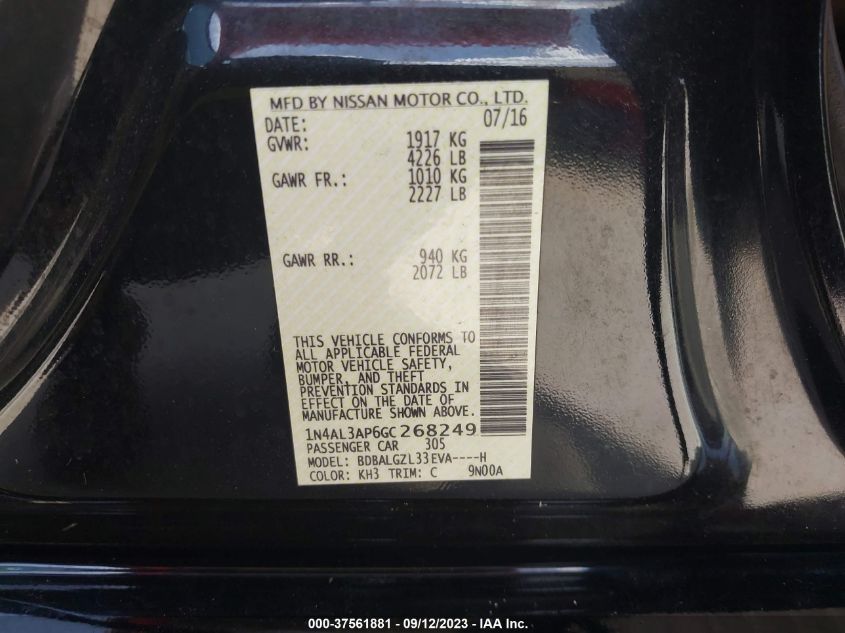 MFD BY NISSAN MOTOR CO., LTD.
DATE: 07/16
GVWR: 1917 KG
4226 LB
GAWR FR.: 1010 KG
2227 LB
GAWR RR.: 940 KG
2072 LB
THIS VEHICLE CONFORMS TO
ALL APPLICABLE FEDERAL
MOTOR VEHICLE SAFETY,
BUMPER, AND THEFT
PREVENTION STANDARDS IN
EFFECT ON THE DATE OF
MANUFACTURE SHOWN ABOVE.
1N4AL3AP6GC268249
PASSENGER CAR 305
MODEL: BDBALGZL33EVA----H
COLOR: KH3 TRIM: C 9N00A
000-37561881 - 09/12/2023 - © IAA Inc.